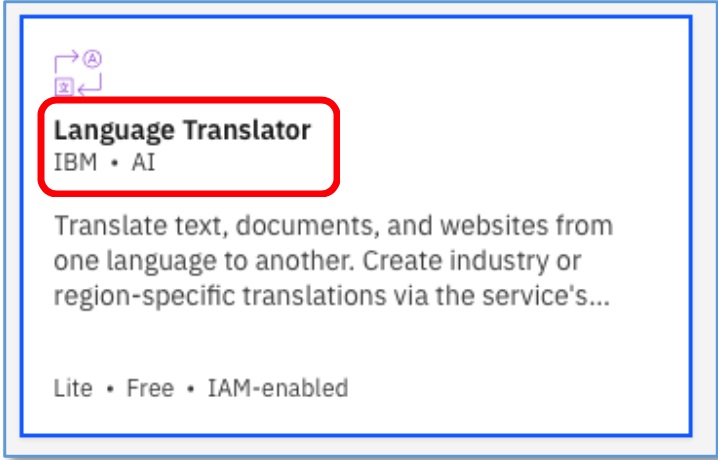 Ⓐ
文
Language Translator
IBM • AI
Translate text, documents, and websites from
one language to another. Create industry or
region-specific translations via the service's...
Lite • Free • IAM-enabled